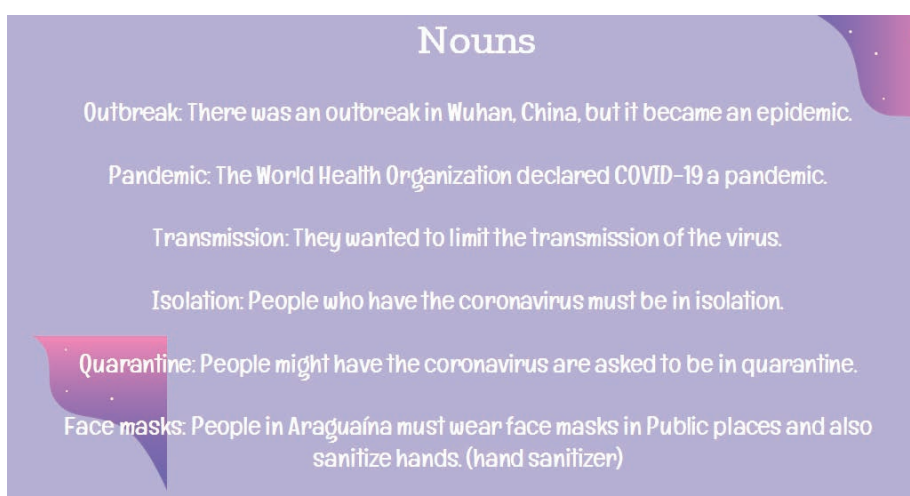 Nouns
Outbreak: There was an outbreak in Wuhan, China, but it became an epidemic.
Pandemic: The World Health Organization declared COVID-19 a pandemic.
Transmission: They wanted to limit the transmission of the virus.
Isolation: People who have the coronavirus must be in isolation.
Quarantine: People might have the coronavirus are asked to be in quarantine.
Face masks: People in Araguaína must wear face masks in Public places and also
sanitize hands. (hand sanitizer)